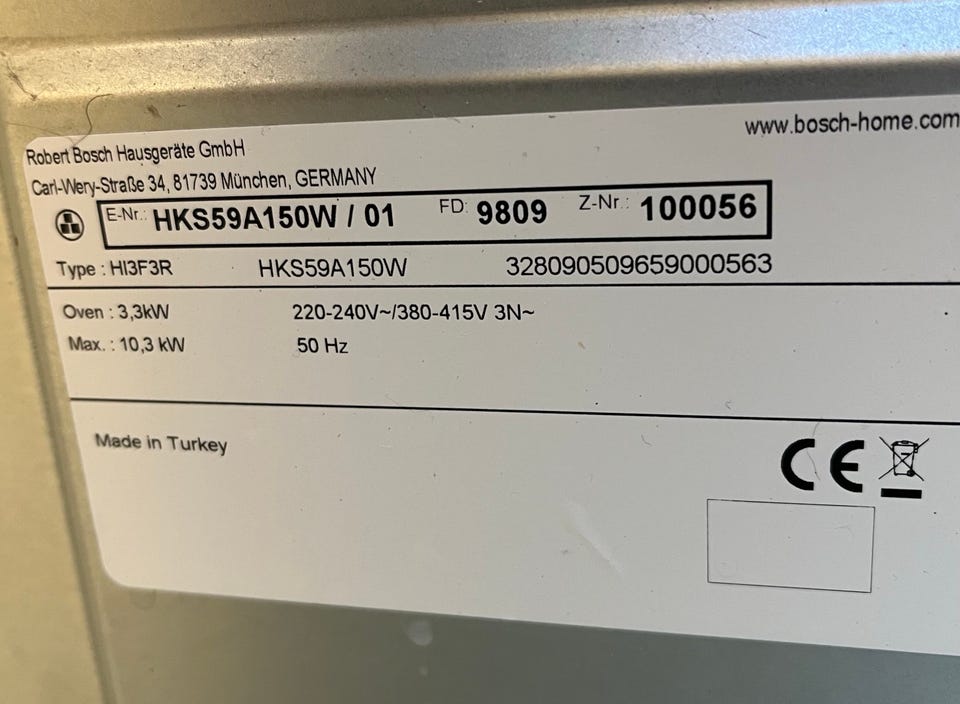 www.bosch-home.com
Robert Bosch Hausgeräte GmbH
Carl-Wery-Straße 34, 81739 München, GERMANY
E-Nr.: HKS59A150W / 01 FD: 9809 Z-Nr.: 100056
Type : HI3F3R HKS59A150W 328090509659000563
Oven : 3,3kW 220-240V~/380-415V 3N~
Max. : 10,3 kW 50 Hz
Made in Turkey
CE